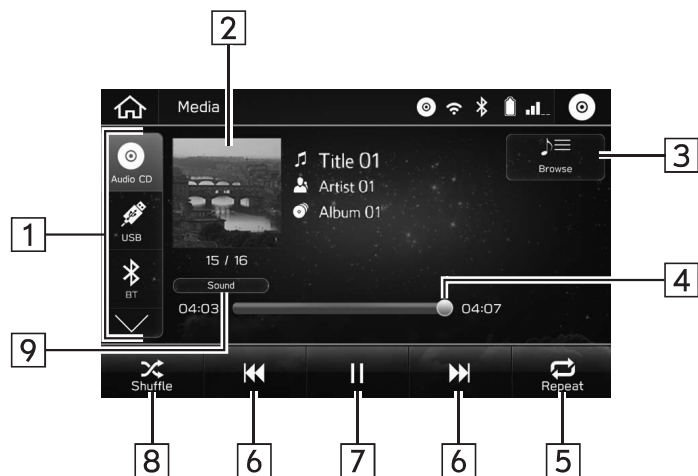 2
Media
3
Audio CD
Title 01
Artist 01
Album 01
Browse
1
USB
15 / 16
4
BT
Sound
04:03
04:07
9
Shuffle
Repeat
8
6
7
6
5